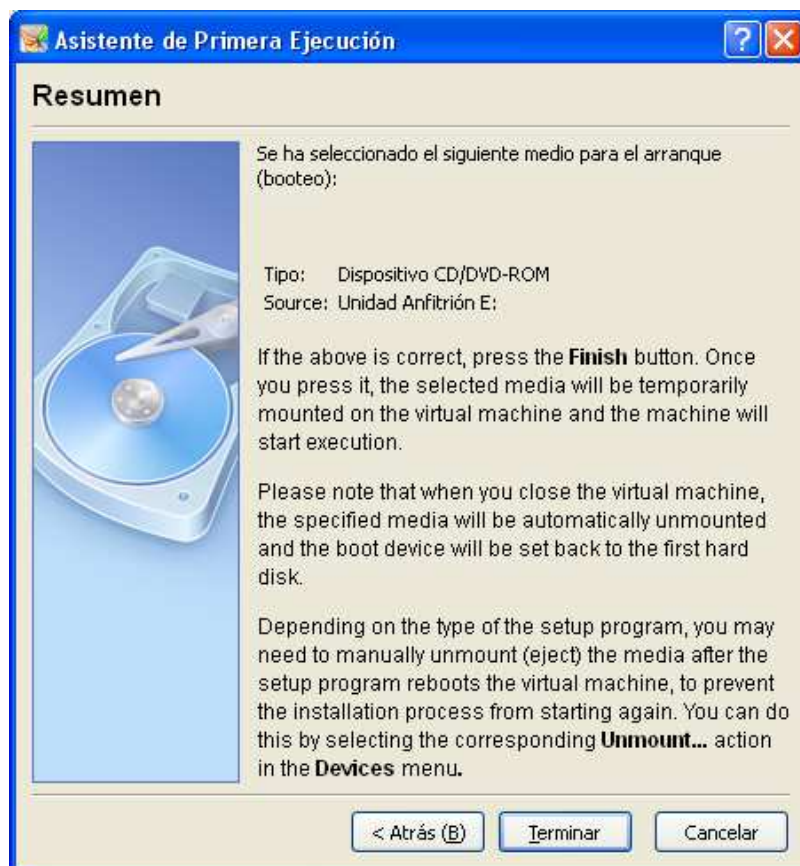 Asistente de Primera Ejecución
Resumen
Se ha seleccionado el siguiente medio para el arranque
(booteo):
Tipo: Dispositivo CD/DVD-ROM
Source: Unidad Anfitrión E:
If the above is correct, press the Finish button. Once
you press it, the selected media will be temporarily
mounted on the virtual machine and the machine will
start execution.
Please note that when you close the virtual machine,
the specified media will be automatically unmounted
and the boot device will be set back to the first hard
disk.
Depending on the type of the setup program, you may
need to manually unmount (eject) the media after the
setup program reboots the virtual machine, to prevent
the installation process from starting again. You can do
this by selecting the corresponding Unmount... action
in the Devices menu.
< Atrás (B) Terminar Cancelar